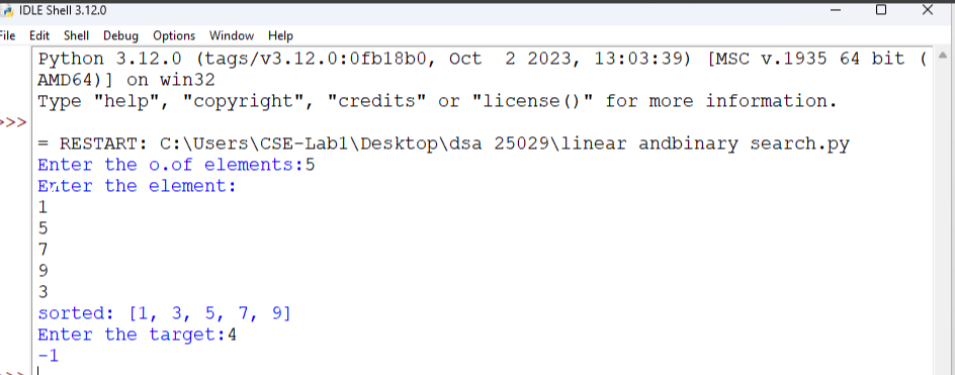 IDLE Shell 3.12.0
File Edit Shell Debug Options Window Help
Python 3.12.0 (tags/v3.12.0:0fb18b0, Oct  2 2023, 13:03:39) [MSC v.1935 64 bit (
AMD64)] on win32
Type "help", "copyright", "credits" or "license()" for more information.
>>>
= RESTART: C:\Users\CSE-Lab1\Desktop\dsa 25029\linear andbinary search.py
Enter the o.of elements:5
Enter the element:
1
5
7
9
3
sorted: [1, 3, 5, 7, 9]
Enter the target:4
-1
>>>